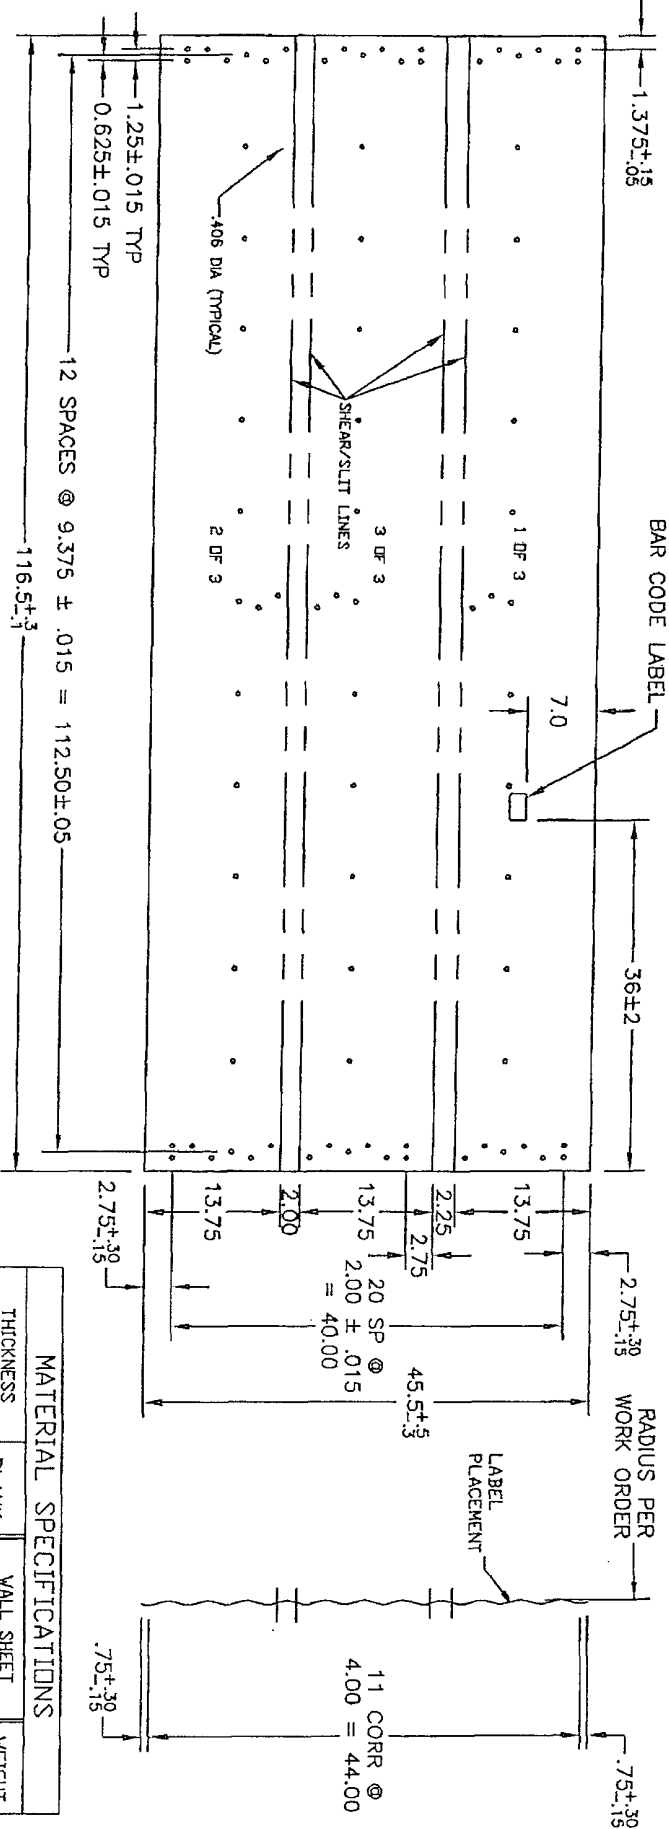 1.375+.15
-.05
BAR CODE LABEL
7.0
36±2
RADIUS PER
WORK ORDER
1 OF 3
3 OF 3
2 OF 3
SHEAR/SLIT LINES
.406 DIA (TYPICAL)
1.25±.015 TYP
0.625±.015 TYP
12 SPACES @ 9.375 ± .015 = 112.50±.05
116.5+.3
-.1
2.75+.30
-.15
13.75
2.25
2.75
13.75
2.00
13.75
2.75+.30
-.15
20 SP @
2.00 ± .015
= 40.00
45.5+.5
-.3
LABEL
PLACEMENT
11 CORR @
4.00 = 44.00
.75+.30
-.15
.75+.30
-.15
MATERIAL SPECIFICATIONS
THICKNESS
WALL SHEET
WEIGHT